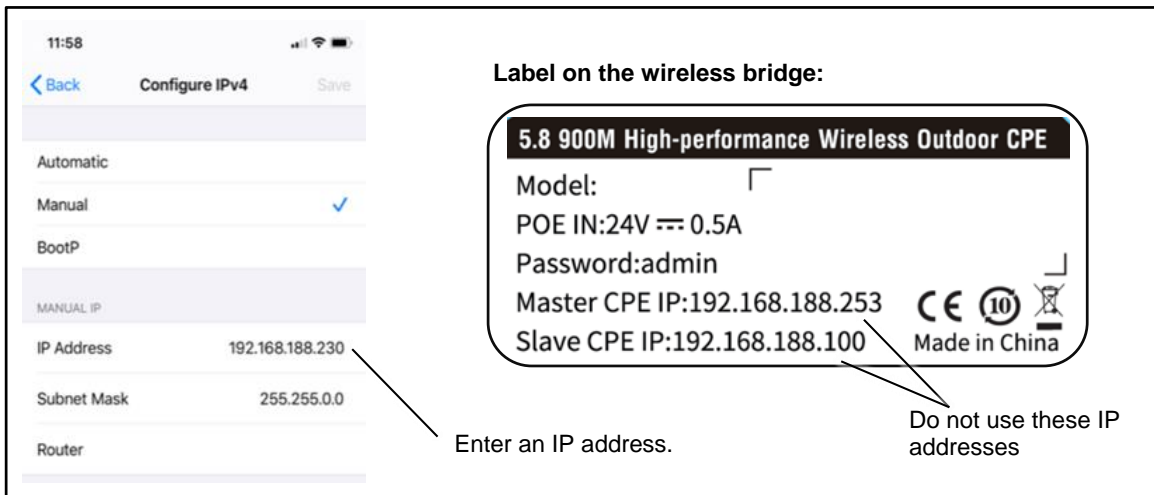 11:58
Back Configure IPv4 Save
Automatic
Manual
BootP
MANUAL IP
IP Address 192.168.188.230
Subnet Mask 255.255.0.0
Router
Enter an IP address.
Label on the wireless bridge:
5.8 900M High-performance Wireless Outdoor CPE
Model:
POE IN:24V ⎓ 0.5A
Password:admin
Master CPE IP:192.168.188.253
Slave CPE IP:192.168.188.100
CE 10
Made in China
Do not use these IP
addresses